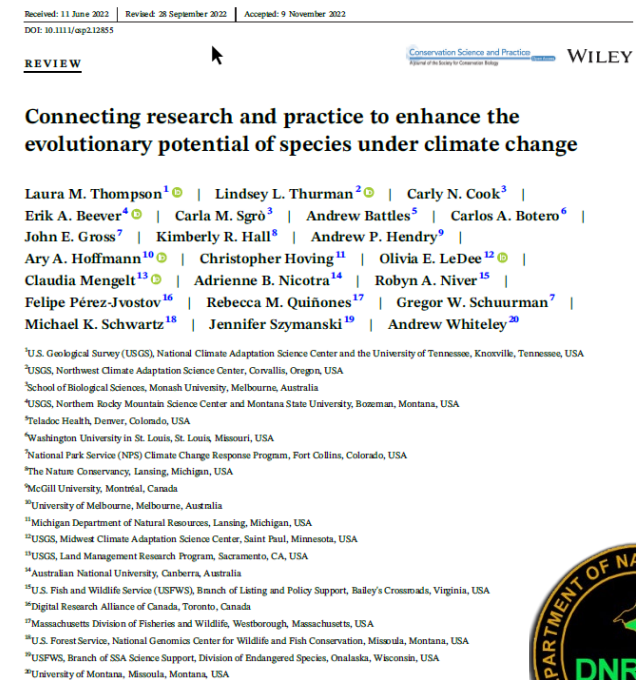 Received: 11 June 2022 | Revised: 28 September 2022 | Accepted: 9 November 2022
DOI: 10.1111/csp2.12855
REVIEW
Conservation Science and Practice
A Journal of the Society for Conservation Biology
Open Access
WILEY
Connecting research and practice to enhance the
evolutionary potential of species under climate change
Laura M. Thompson1 | Lindsey L. Thurman2 | Carly N. Cook3 |
Erik A. Beever4 | Carla M. Sgrò3 | Andrew Battles5 | Carlos A. Botero6 |
John E. Gross7 | Kimberly R. Hall8 | Andrew P. Hendry9 |
Ary A. Hoffmann10 | Christopher Hoving11 | Olivia E. LeDee12 |
Claudia Mengelt13 | Adrienne B. Nicotra14 | Robyn A. Niver15 |
Felipe Pérez-Jvostov16 | Rebecca M. Quiñones17 | Gregor W. Schuurman7 |
Michael K. Schwartz18 | Jennifer Szymanski19 | Andrew Whiteley20
1U.S. Geological Survey (USGS), National Climate Adaptation Science Center and the University of Tennessee, Knoxville, Tennessee, USA
2USGS, Northwest Climate Adaptation Science Center, Corvallis, Oregon, USA
3School of Biological Sciences, Monash University, Melbourne, Australia
4USGS, Northern Rocky Mountain Science Center and Montana State University, Bozeman, Montana, USA
5Teladoc Health, Denver, Colorado, USA
6Washington University in St. Louis, St. Louis, Missouri, USA
7National Park Service (NPS) Climate Change Response Program, Fort Collins, Colorado, USA
8The Nature Conservancy, Lansing, Michigan, USA
9McGill University, Montréal, Canada
10University of Melbourne, Melbourne, Australia
11Michigan Department of Natural Resources, Lansing, Michigan, USA
12USGS, Midwest Climate Adaptation Science Center, Saint Paul, Minnesota, USA
13USGS, Land Management Research Program, Sacramento, CA, USA
14Australian National University, Canberra, Australia
15U.S. Fish and Wildlife Service (USFWS), Branch of Listing and Policy Support, Bailey's Crossroads, Virginia, USA
16Digital Research Alliance of Canada, Toronto, Canada
17Massachusetts Division of Fisheries and Wildlife, Westborough, Massachusetts, USA
18U.S. Forest Service, National Genomics Center for Wildlife and Fish Conservation, Missoula, Montana, USA
19USFWS, Branch of SSA Science Support, Division of Endangered Species, Onalaska, Wisconsin, USA
20University of Montana, Missoula, Montana, USA
PARTMENT OF NA
DNR